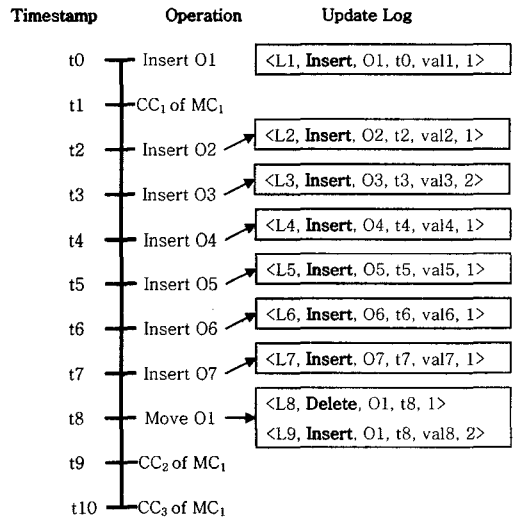 Timestamp Operation Update Log
t0 Insert O1 <L1, Insert, O1, t0, val1, 1>
t1 CC1 of MC1
t2 Insert O2 <L2, Insert, O2, t2, val2, 1>
t3 Insert O3 <L3, Insert, O3, t3, val3, 2>
t4 Insert O4 <L4, Insert, O4, t4, val4, 1>
t5 Insert O5 <L5, Insert, O5, t5, val5, 1>
t6 Insert O6 <L6, Insert, O6, t6, val6, 1>
t7 Insert O7 <L7, Insert, O7, t7, val7, 1>
t8 Move O1 <L8, Delete, O1, t8, 1>
<L9, Insert, O1, t8, val8, 2>
t9 CC2 of MC1
t10 CC3 of MC1